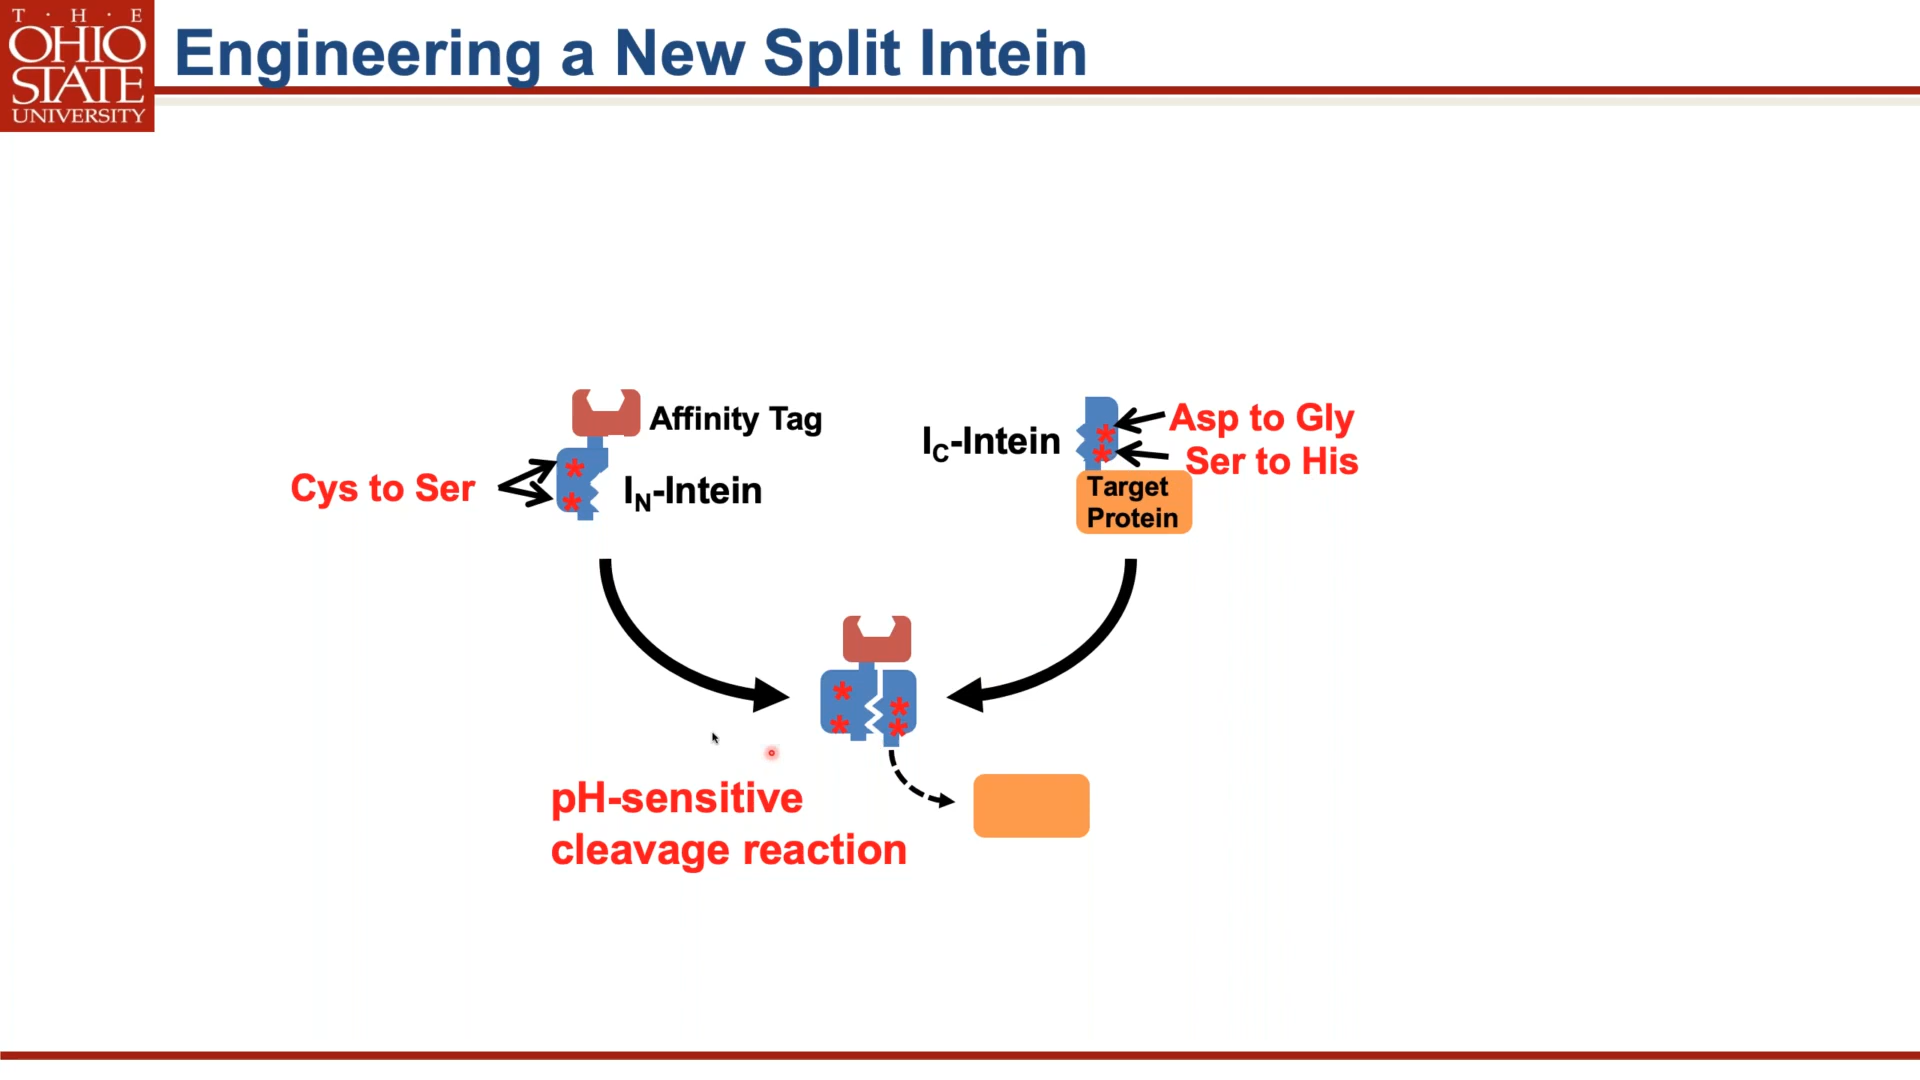 T · H · E
OHIO
STATE
UNIVERSITY
Engineering a New Split Intein
Affinity Tag
Cys to Ser
IN-Intein
IC-Intein
Asp to Gly
Ser to His
Target
Protein
pH-sensitive
cleavage reaction